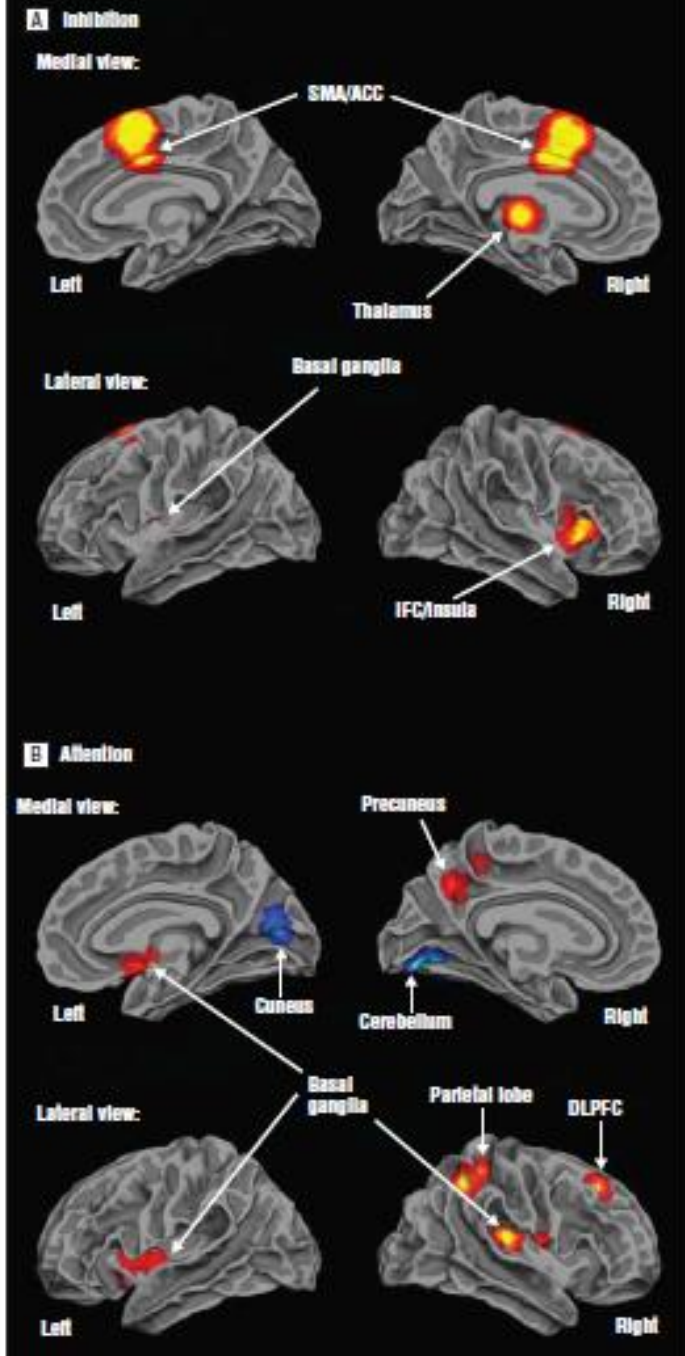 A Inhibition
Medial view:
SMA/ACC
Left
Right
Thalamus
Basal ganglia
Lateral view:
Left
IFC/Insula
Right
B Attention
Medial view:
Precuneus
Left
Cuneus
Cerebellum
Right
Basal
ganglia
Parietal lobe
DLPFC
Lateral view:
Left
Right